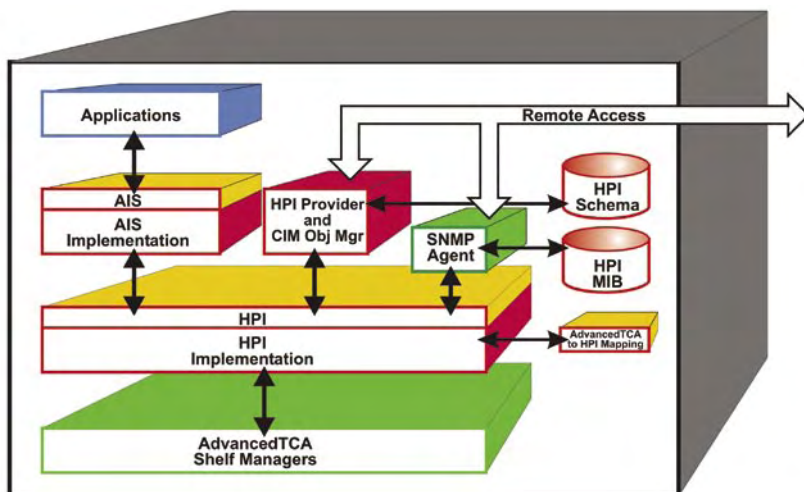 Remote Access
Applications
AIS
AIS
Implementation
HPI Provider
and
CIM Obj Mgr
HPI
Schema
SNMP
Agent
HPI
MIB
HPI
HPI
Implementation
AdvancedTCA
to HPI Mapping
AdvancedTCA
Shelf Managers